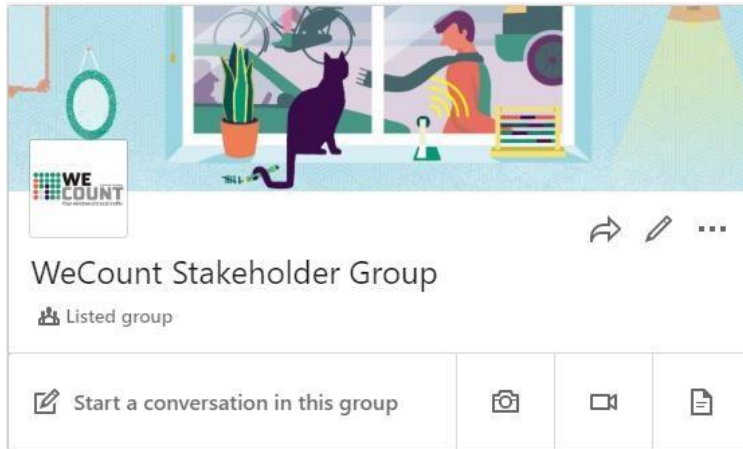 WE
COUNT
WeCount Stakeholder Group
Listed group
Start a conversation in this group